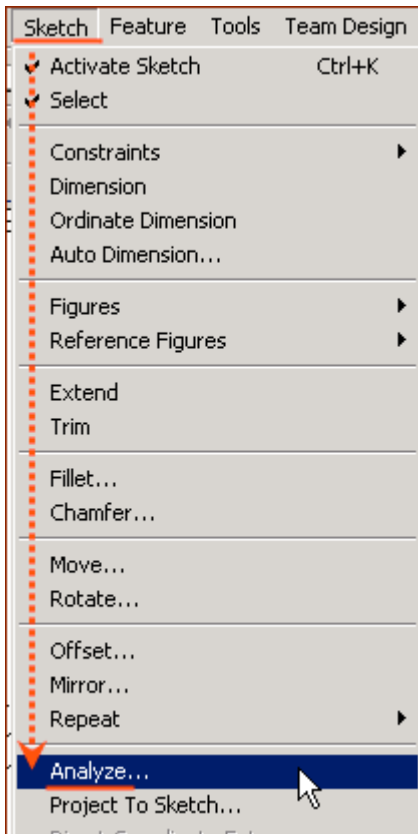 Sketch Feature Tools Team Design
Activate Sketch Ctrl+K
Select
Constraints
Dimension
Ordinate Dimension
Auto Dimension...
Figures
Reference Figures
Extend
Trim
Fillet...
Chamfer...
Move...
Rotate...
Offset...
Mirror...
Repeat
Analyze...
Project To Sketch...